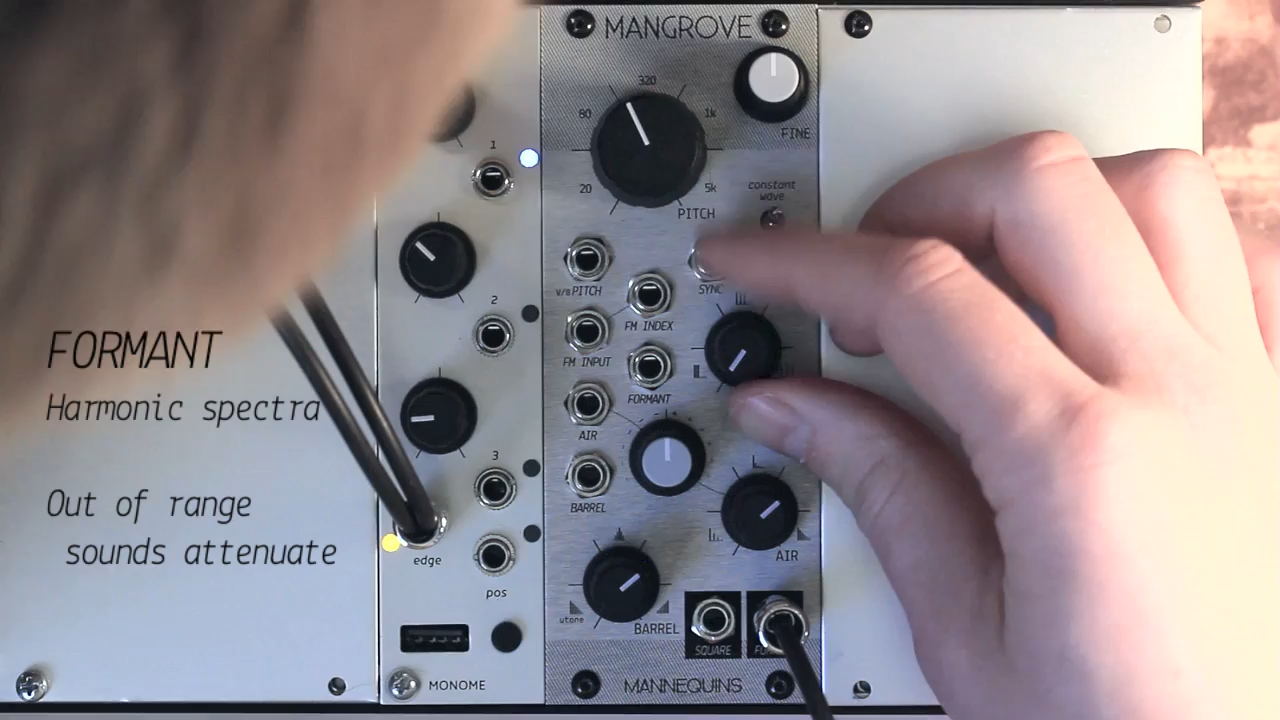 MANGROVE
320
80
1k
FINE
1
constant
wave
20
5k
PITCH
V/8 PITCH
SYNC
2
FM INDEX
FORMANT
FM INPUT
Harmonic spectra
FORMANT
AIR
3
Out of range
BARREL
sounds attenuate
edge
AIR
pos
utone
BARREL
SQUARE
MONOME
MANNEQUINS